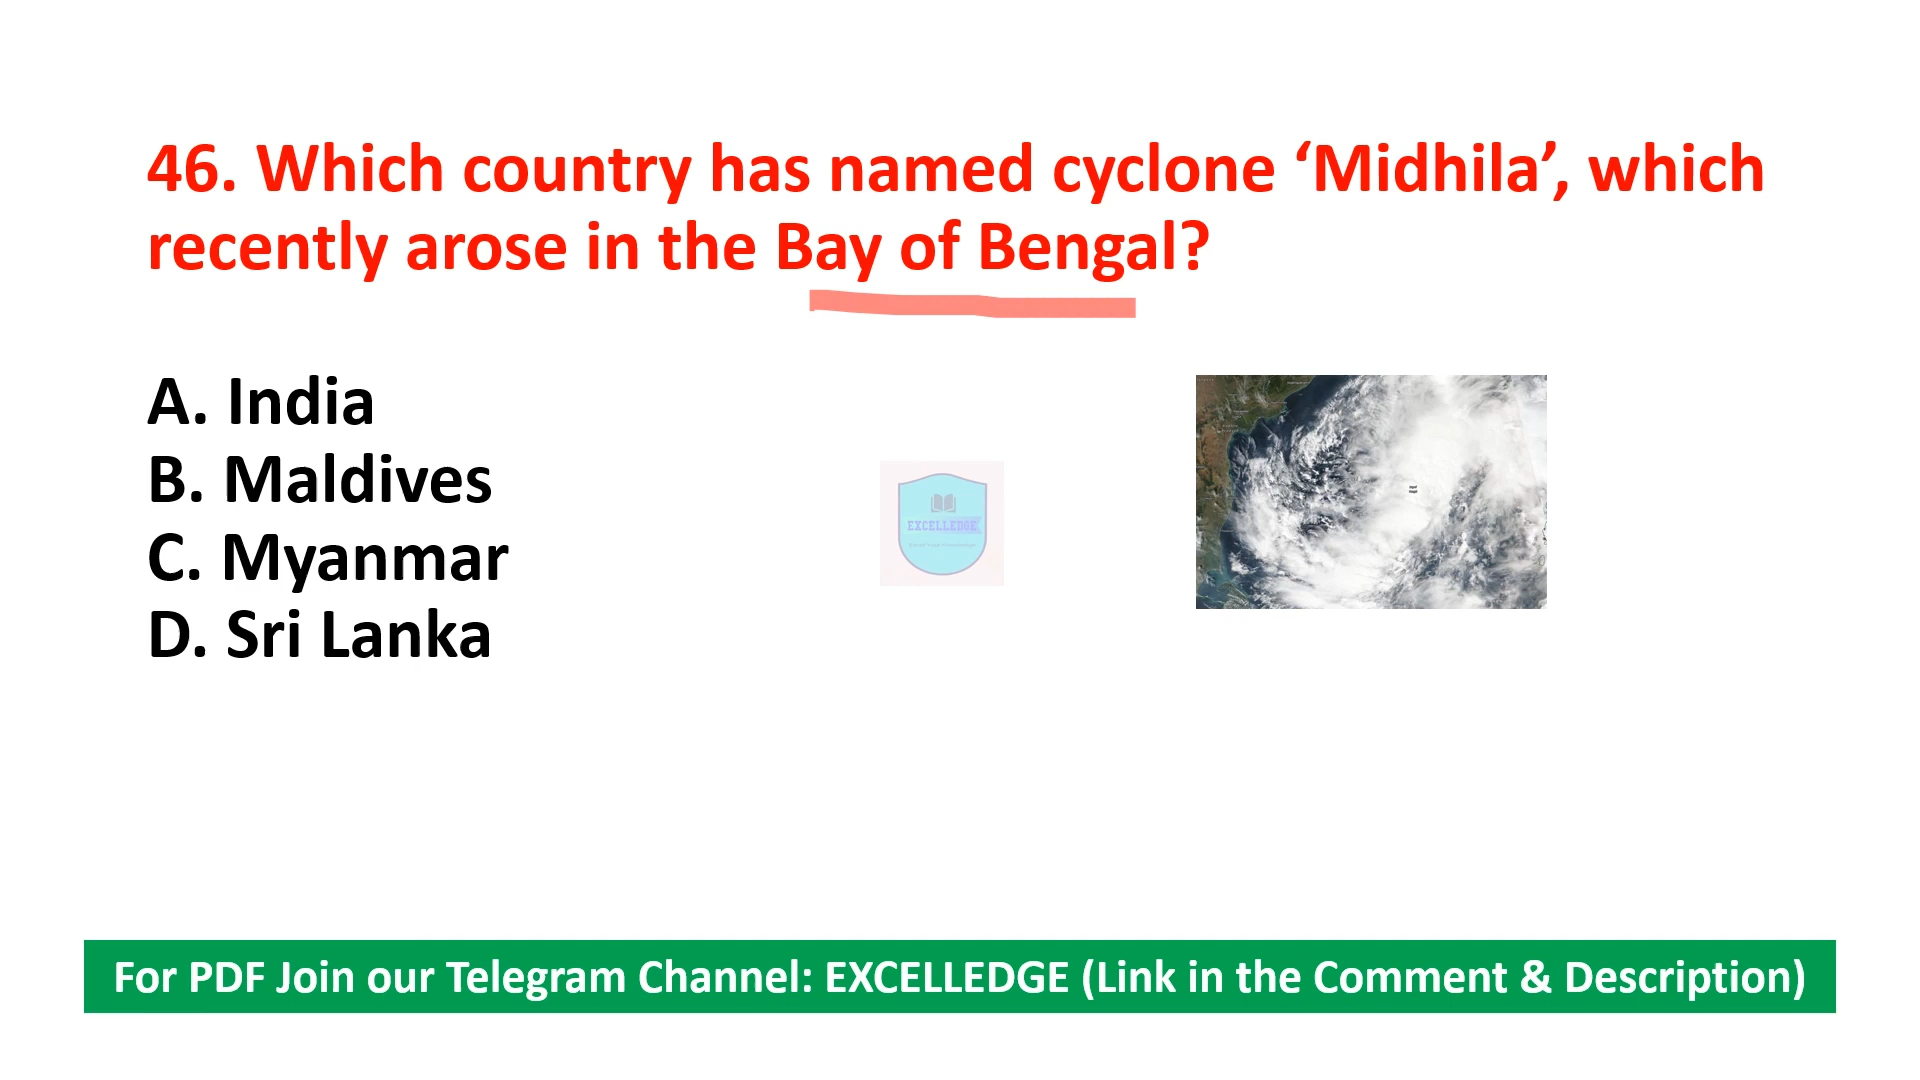 46. Which country has named cyclone ‘Midhila’, which
recently arose in the Bay of Bengal?
A. India
B. Maldives
C. Myanmar
D. Sri Lanka
EXCELLEDGE
For PDF Join our Telegram Channel: EXCELLEDGE (Link in the Comment & Description)